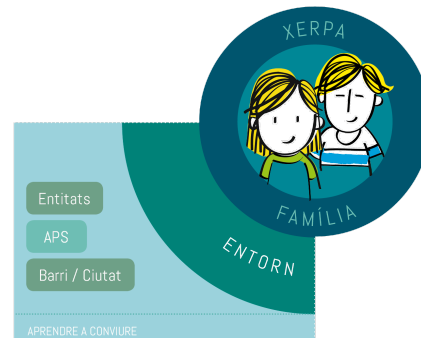 XERPA
FAMÍLIA
ENTORN
Entitats
APS
Barri / Ciutat
APRENDRE A CONVIURE